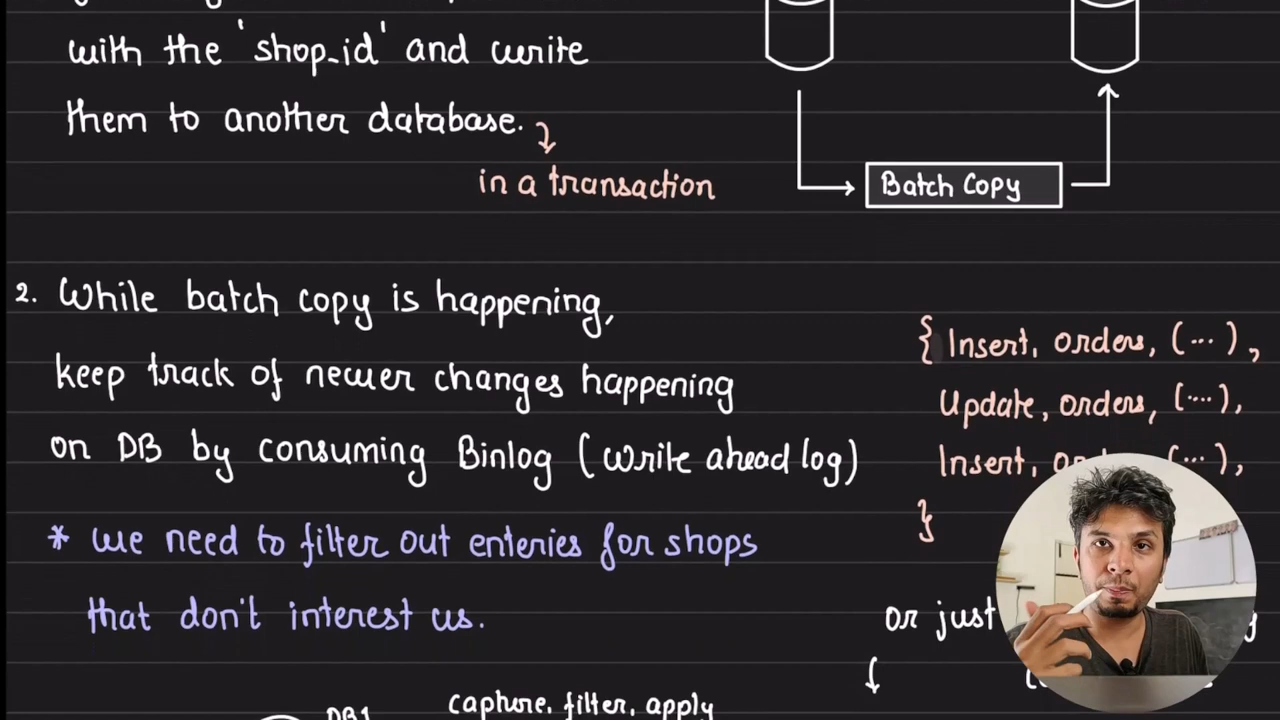 with the 'shop_id' and write
them to another database.
in a transaction
Batch Copy
2. While batch copy is happening,
keep track of newer changes happening
on DB by consuming Binlog (write ahead log)
* we need to filter out enteries for shops
that don't interest us.
{ Insert, orders, (...),
Update, orders, (....),
Insert, (...),
}
or just
DB1
capture, filter, apply